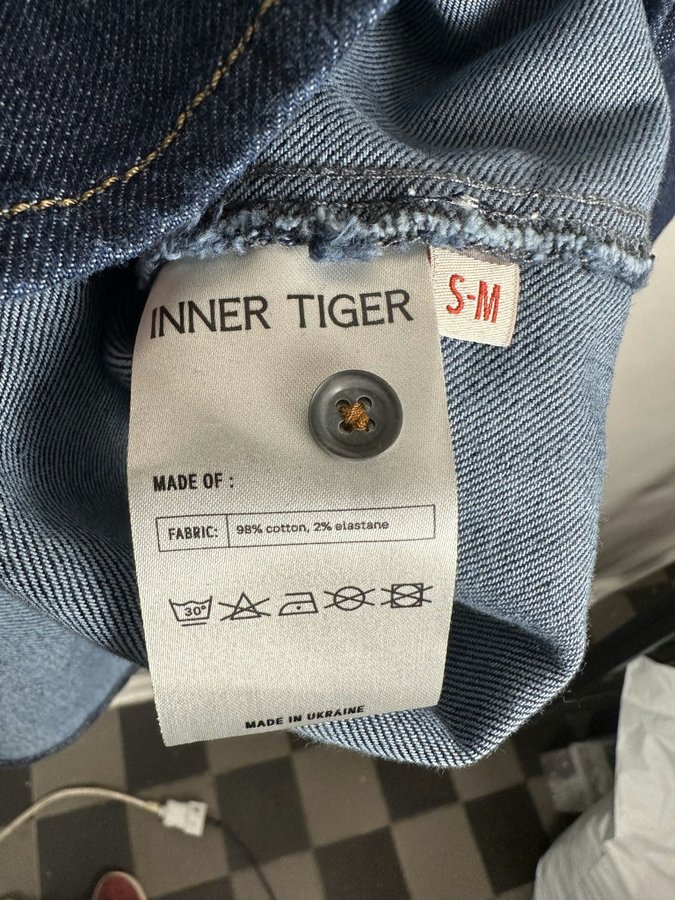 INNER TIGER
S-M
MADE OF :
FABRIC: 98% cotton, 2% elastane
30°
MADE IN UKRAINE